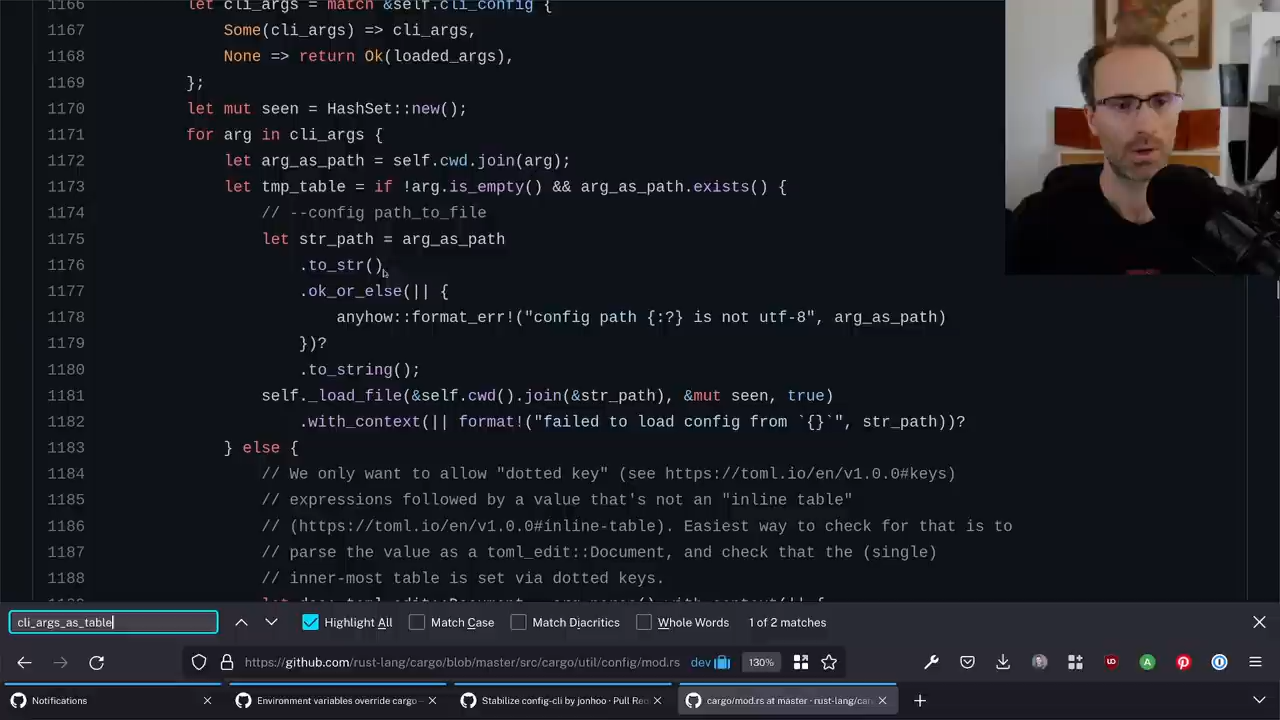 1166 let cli_args = match &self.cli_config {
1167 Some(cli_args) => cli_args,
1168 None => return Ok(loaded_args),
1169 };
1170 let mut seen = HashSet::new();
1171 for arg in cli_args {
1172 let arg_as_path = self.cwd.join(arg);
1173 let tmp_table = if !arg.is_empty() && arg_as_path.exists() {
1174 // --config path_to_file
1175 let str_path = arg_as_path
1176 .to_str()
1177 .ok_or_else(|| {
1178 anyhow::format_err!("config path {:?} is not utf-8", arg_as_path)
1179 })?
1180 .to_string();
1181 self._load_file(&self.cwd().join(&str_path), &mut seen, true)
1182 .with_context(|| format!("failed to load config from `{}`", str_path))?
1183 } else {
1184 // We only want to allow "dotted key" (see https://toml.io/en/v1.0.0#keys)
1185 // expressions followed by a value that's not an "inline table"
1186 // (https://toml.io/en/v1.0.0#inline-table). Easiest way to check for that is to
1187 // parse the value as a toml_edit::Document, and check that the (single)
1188 // inner-most table is set via dotted keys.
cli_args_as_table Highlight All Match Case Match Diacritics Whole Words 1 of 2 matches
https://github.com/rust-lang/cargo/blob/master/src/cargo/util/config/mod.rs dev 130%
Notifications Environment variables override cargo Stabilize config-cli by jonhoo · Pull Re cargo/mod.rs at master · rust-lang/car